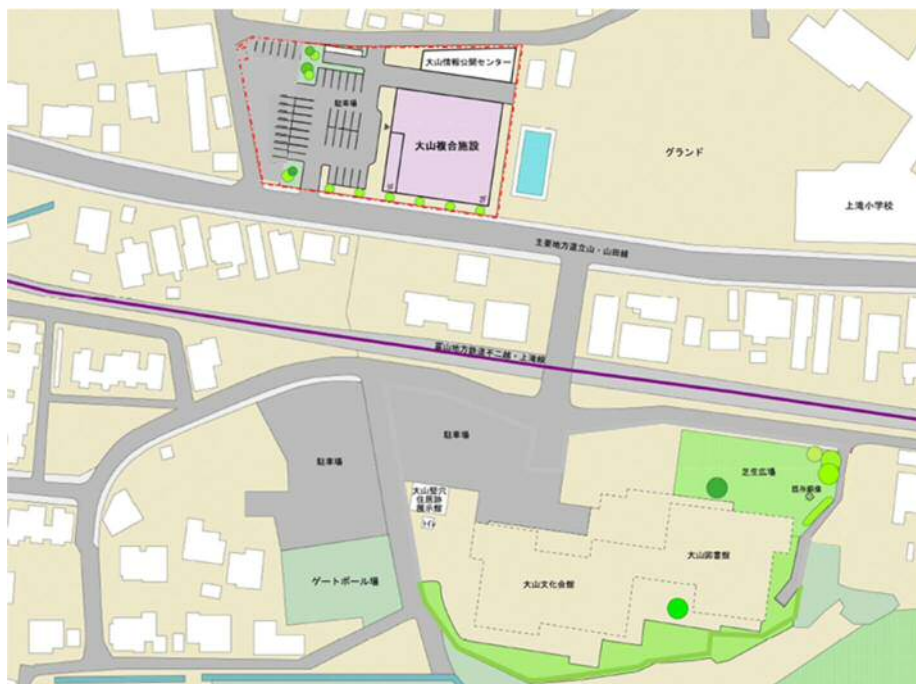 大山情報公開センター
駐車場
大山複合施設
グランド
上滝小学校
主要地方道立山・山田線
富山地方鉄道不二越・上滝線
駐車場
駐車場
芝生広場
大山竪穴
住居跡
展示館
トイレ
大山図書館
大山文化会館
ゲートボール場